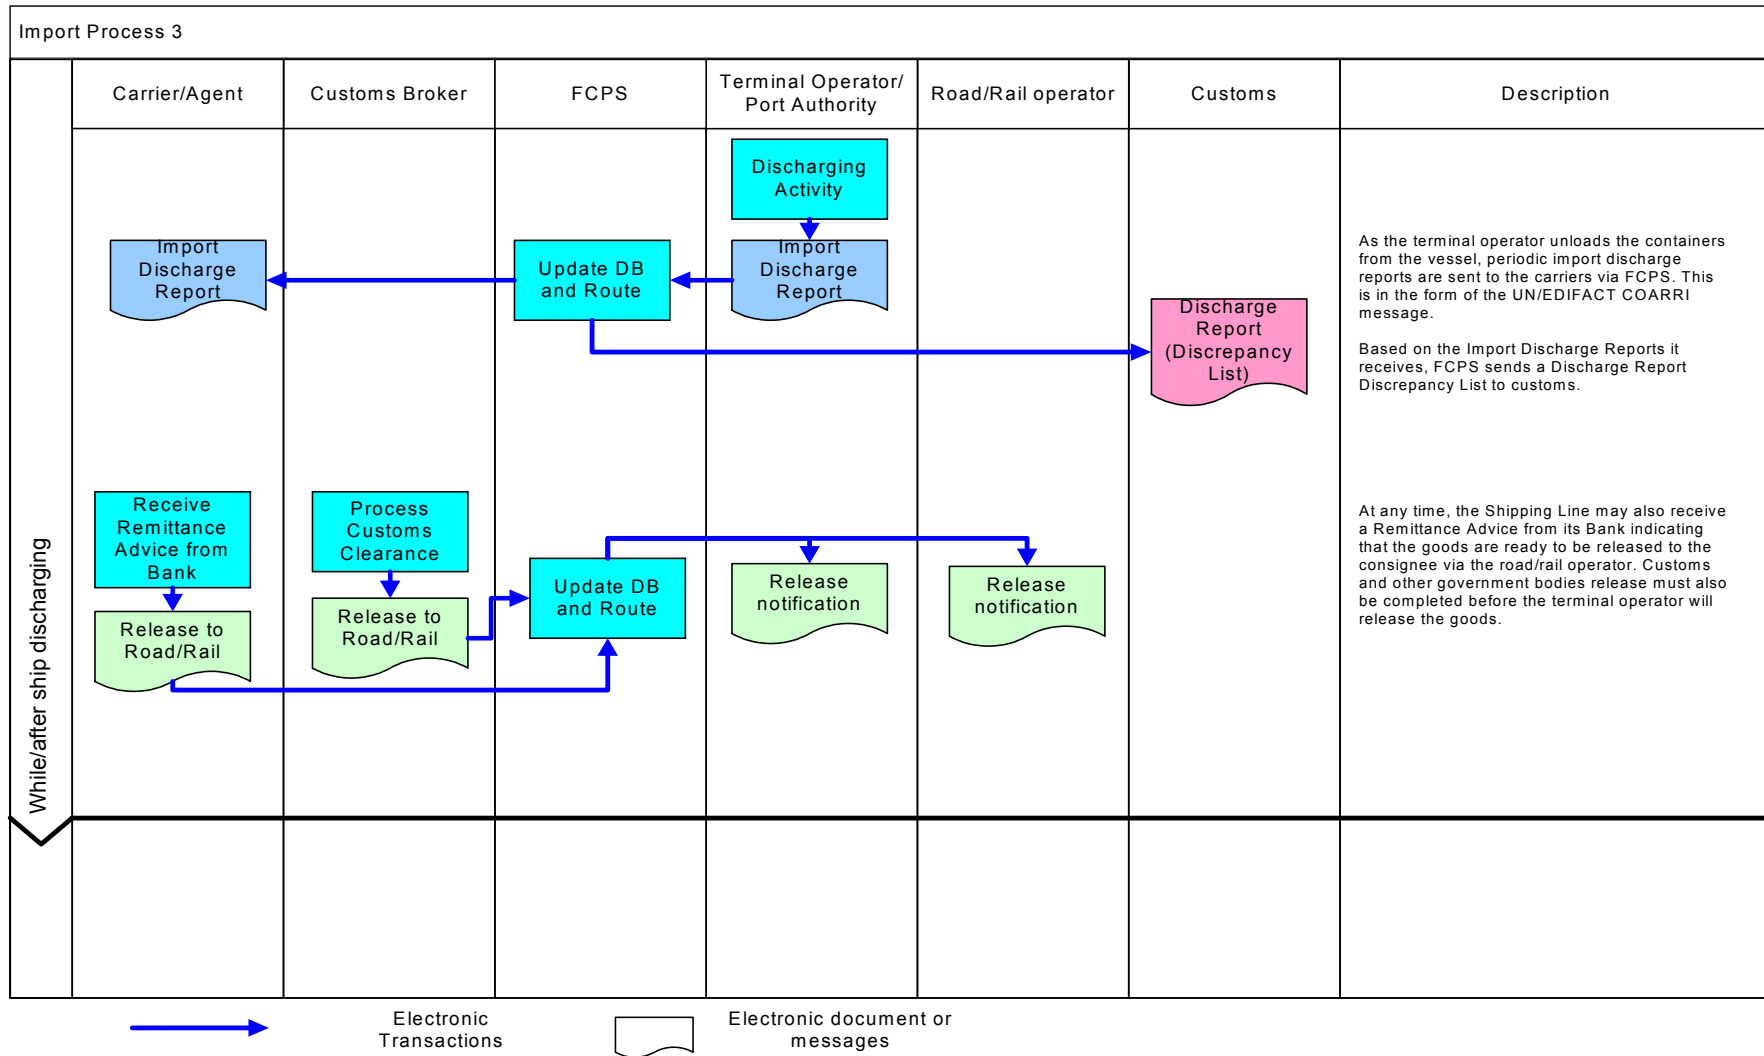 Import Process 3
Carrier/Agent
Customs Broker
FCPS
Terminal Operator/
Port Authority
Road/Rail operator
Customs
Description
While/after ship discharging
Discharging
Activity
Import
Discharge
Report
Update DB
and Route
Import
Discharge
Report
Discharge
Report
(Discrepancy
List)
As the terminal operator unloads the containers
from the vessel, periodic import discharge
reports are sent to the carriers via FCPS. This
is in the form of the UN/EDIFACT COARRI
message.
Based on the Import Discharge Reports it
receives, FCPS sends a Discharge Report
Discrepancy List to customs.
Receive
Remittance
Advice from
Bank
Process
Customs
Clearance
Release to
Road/Rail
Release to
Road/Rail
Update DB
and Route
Release
notification
Release
notification
At any time, the Shipping Line may also receive
a Remittance Advice from its Bank indicating
that the goods are ready to be released to the
consignee via the road/rail operator. Customs
and other government bodies release must also
be completed before the terminal operator will
release the goods.
Electronic
Transactions
Electronic document or
messages